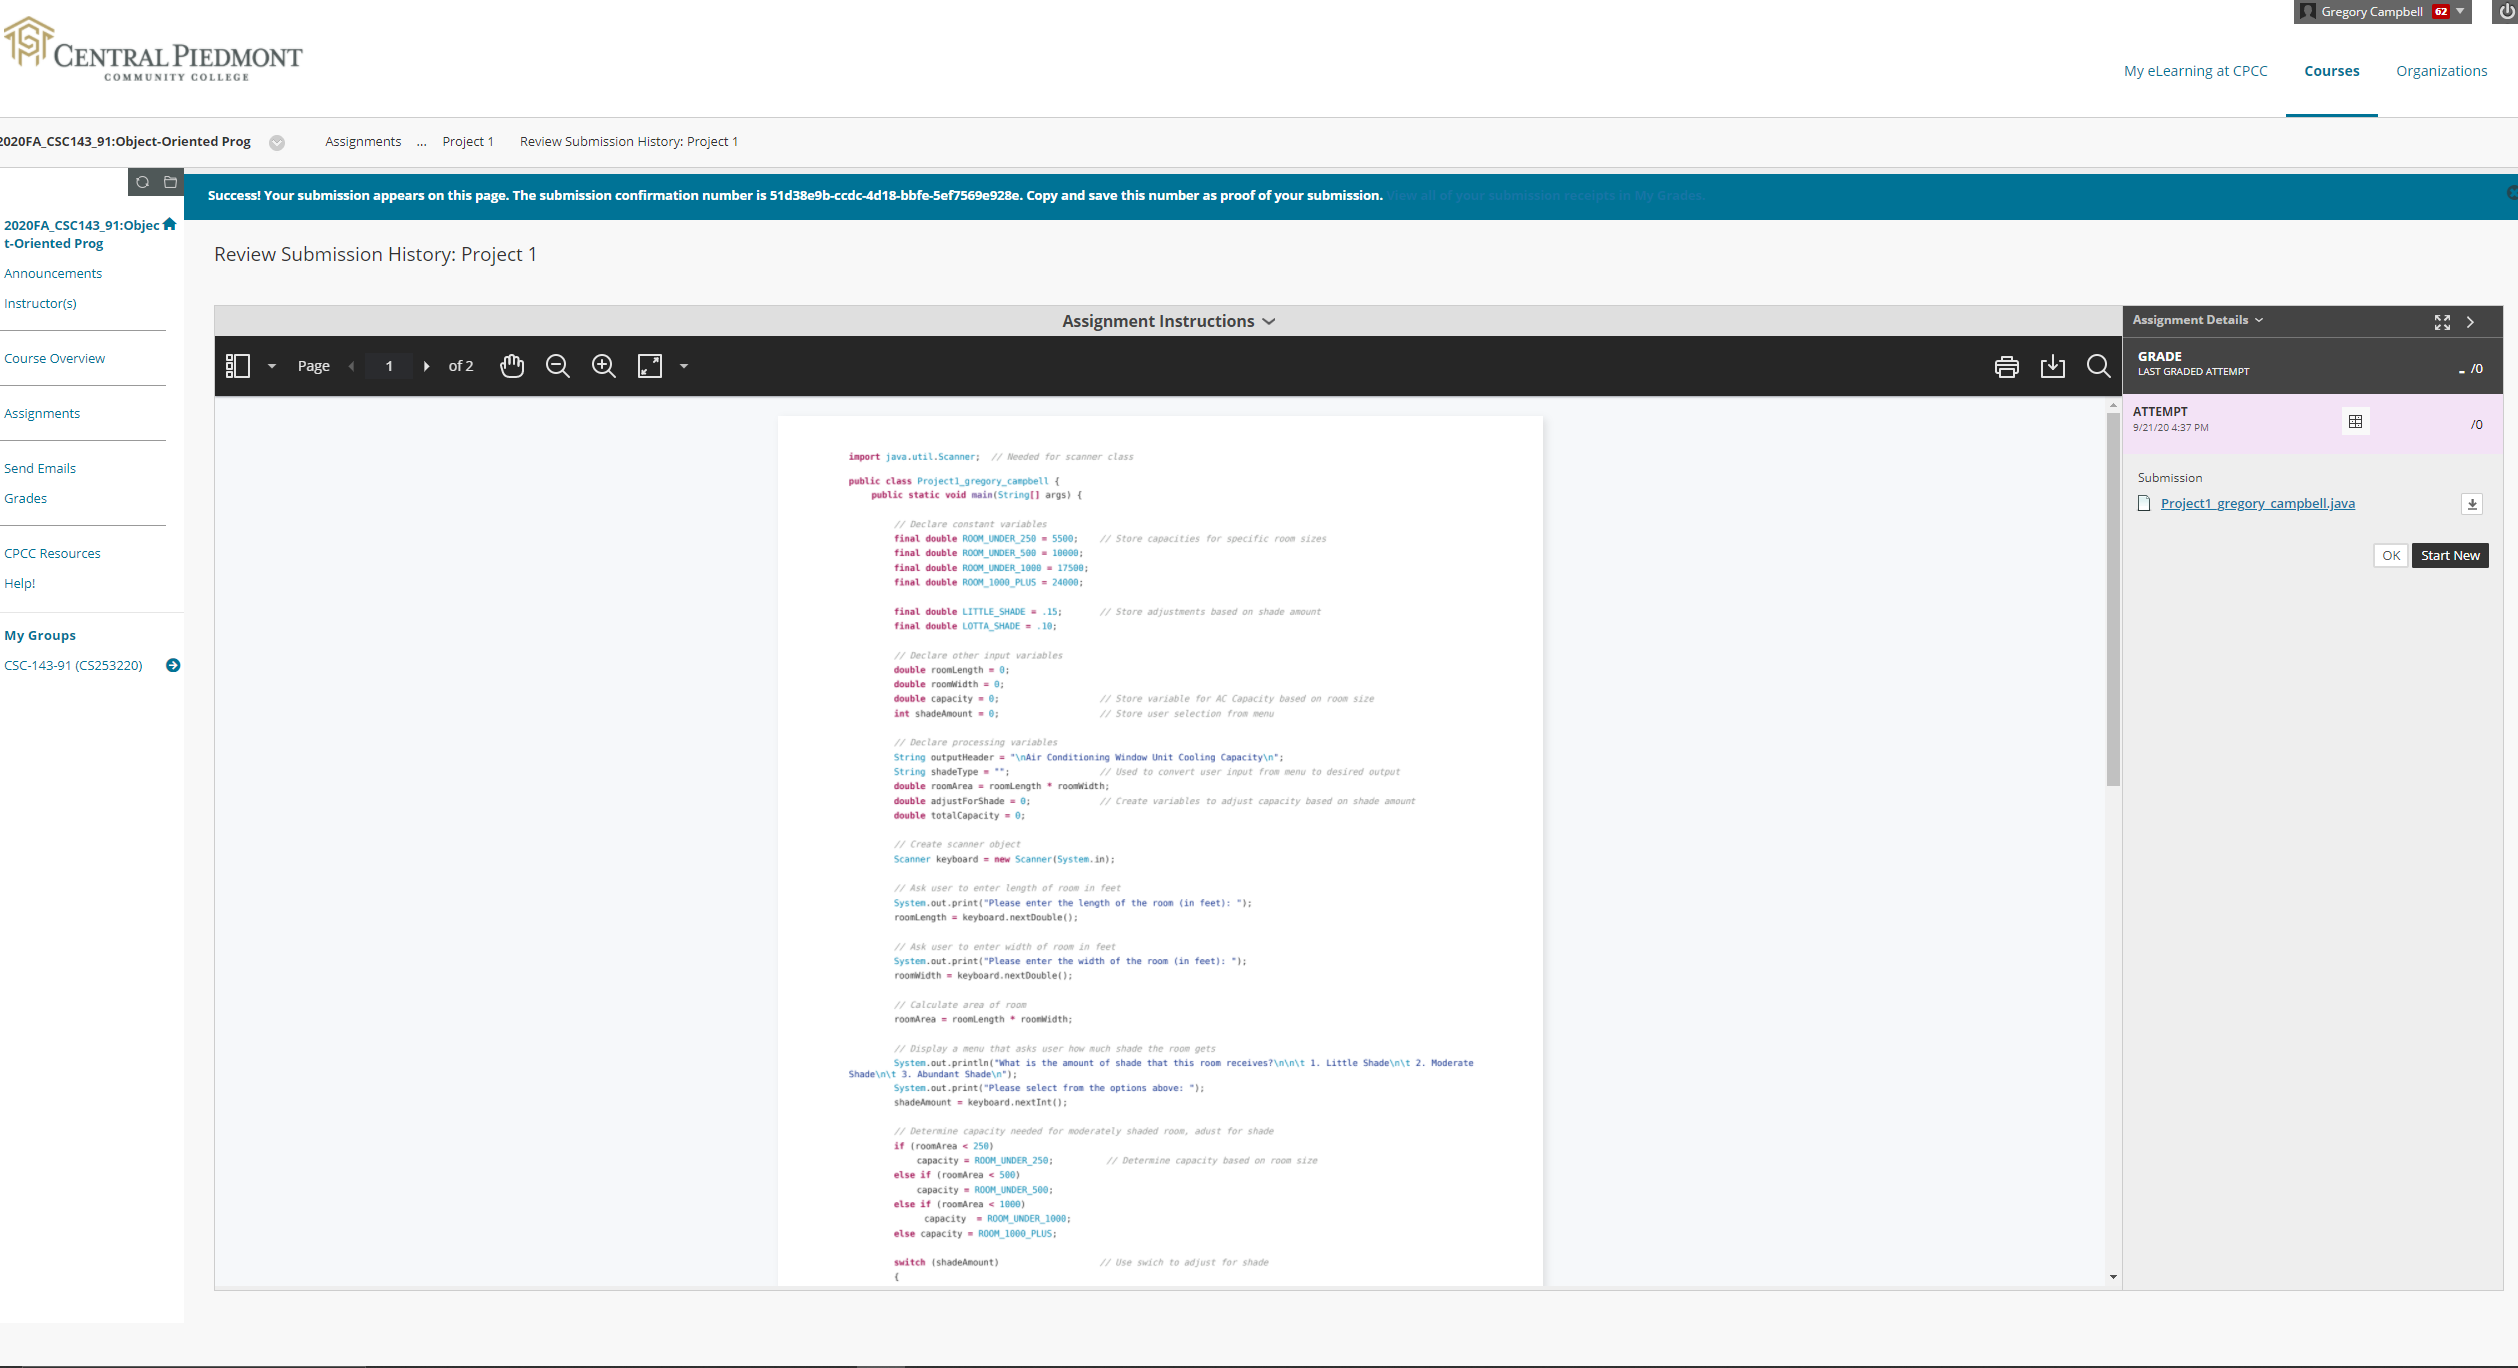 Gregory Campbell 62
CENTRAL PIEDMONT
COMMUNITY COLLEGE
My eLearning at CPCC Courses Organizations
2020FA_CSC143_91:Object-Oriented Prog Assignments ... Project 1 Review Submission History: Project 1
Success! Your submission appears on this page. The submission confirmation number is 51d38e9b-ccdc-4d18-bbfe-5ef7569e928e. Copy and save this number as proof of your submission. View all of your submission receipts in My Grades
2020FA_CSC143_91:Objec
t-Oriented Prog
Announcements
Instructor(s)
Course Overview
Assignments
Send Emails
Grades
CPCC Resources
Help!
My Groups
CSC-143-91 (CS253220)
Review Submission History: Project 1
Assignment Instructions
Page 1 of 2
import java.util.Scanner; // Needed for scanner class
public class Project1_gregory_campbell {
public static void main(String[] args) {
// Declare constant variables
final double ROOM_UNDER_250 = 5500; // Store capacities for specific room sizes
final double ROOM_UNDER_500 = 10000;
final double ROOM_UNDER_1000 = 17500;
final double ROOM_1000_PLUS = 24000;
final double LITTLE_SHADE = .15; // Store adjustments based on shade amount
final double LOTTA_SHADE = .10;
// Declare other input variables
double roomLength = 0;
double roomWidth = 0;
double capacity = 0; // Store variable for AC Capacity based on room size
int shadeAmount = 0; // Store user selection from menu
// Declare processing variables
String outputHeader = "\nAir Conditioning Window Unit Cooling Capacity\n";
String shadeType = ""; // Used to convert user input from menu to desired output
double roomArea = roomLength * roomWidth;
double adjustForShade = 0; // Create variables to adjust capacity based on shade amount
double totalCapacity = 0;
// Create scanner object
Scanner keyboard = new Scanner(System.in);
// Ask user to enter length of room in feet
System.out.print("Please enter the length of the room (in feet): ");
roomLength = keyboard.nextDouble();
// Ask user to enter width of room in feet
System.out.print("Please enter the width of the room (in feet): ");
roomWidth = keyboard.nextDouble();
// Calculate area of room
roomArea = roomLength * roomWidth;
// Display a menu that asks user how much shade the room gets
System.out.println("What is the amount of shade that this room receives?\n\n\t 1. Little Shade\n\t 2. Moderate
Shade\n\t 3. Abundant Shade\n");
System.out.print("Please select from the options above: ");
shadeAmount = keyboard.nextInt();
// Determine capacity needed for moderately shaded room, adust for shade
if (roomArea < 250)
capacity = ROOM_UNDER_250; // Determine capacity based on room size
else if (roomArea < 500)
capacity = ROOM_UNDER_500;
else if (roomArea < 1000)
capacity = ROOM_UNDER_1000;
else capacity = ROOM_1000_PLUS;
switch (shadeAmount) // Use swich to adjust for shade
{
Assignment Details
GRADE
LAST GRADED ATTEMPT
- /0
ATTEMPT
9/21/20 4:37 PM
/0
Submission
Project1_gregory_campbell.java
OK Start New